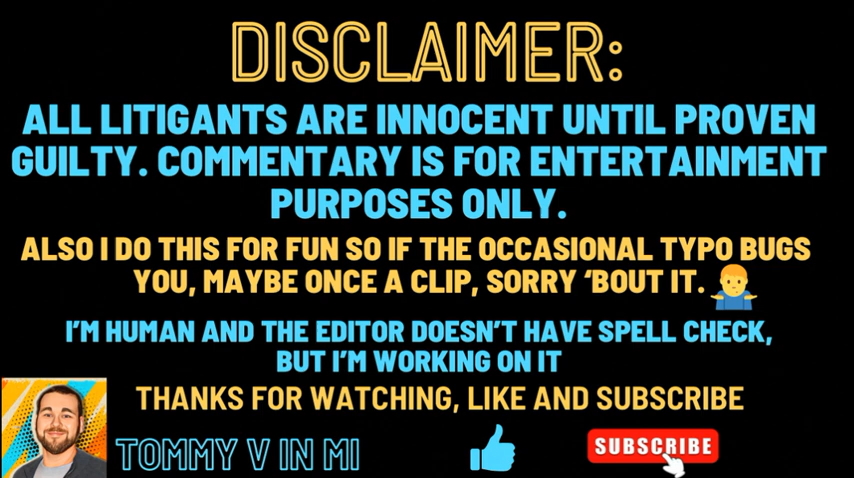 DISCLAIMER:
ALL LITIGANTS ARE INNOCENT UNTIL PROVEN
GUILTY. COMMENTARY IS FOR ENTERTAINMENT
PURPOSES ONLY.
ALSO I DO THIS FOR FUN SO IF THE OCCASIONAL TYPO BUGS
YOU, MAYBE ONCE A CLIP, SORRY ‘BOUT IT.
I’M HUMAN AND THE EDITOR DOESN’T HAVE SPELL CHECK,
BUT I’M WORKING ON IT
THANKS FOR WATCHING, LIKE AND SUBSCRIBE
TOMMY V IN MI
SUBSCRIBE